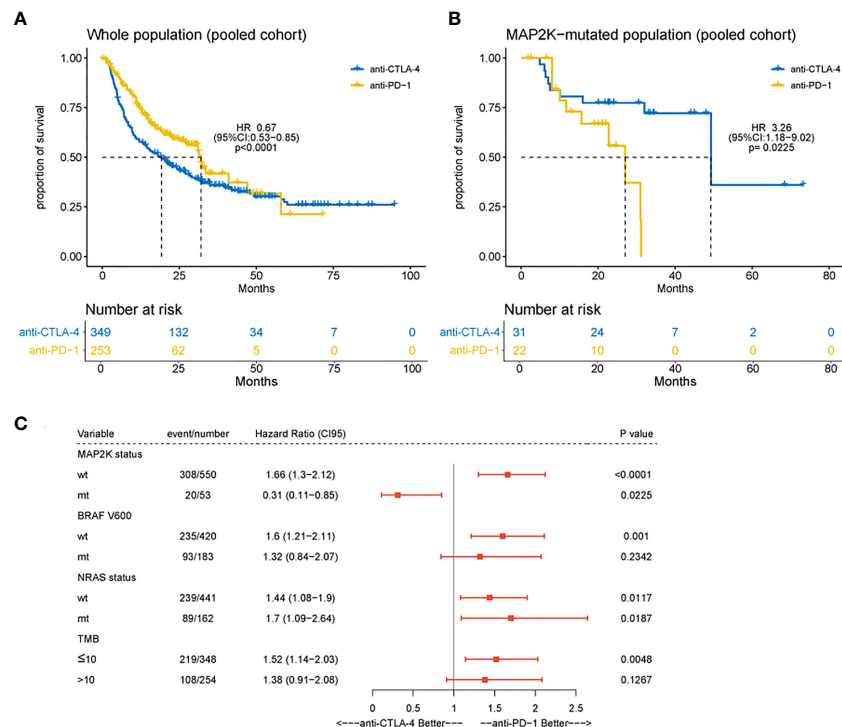 A
Whole population (pooled cohort)
1.00
0.75
0.50
0.25
0.00
proportion of survival
anti-CTLA-4
anti-PD-1
HR 0.67
(95%CI:0.53−0.85)
p<0.0001
0 25 50 75 100
Months
Number at risk
anti-CTLA-4 349 132 34 7 0
anti-PD−1 253 62 5 0 0
0 25 50 75 100
Months
B
MAP2K−mutated population (pooled cohort)
1.00
0.75
0.50
0.25
0.00
proportion of survival
anti-CTLA-4
anti-PD−1
HR 3.26
(95%CI:1.18−9.02)
p= 0.0225
0 20 40 60 80
Months
Number at risk
anti-CTLA-4 31 24 7 2 0
anti-PD−1 22 10 0 0 0
0 20 40 60 80
Months
C
Variable event/number Hazard Ratio (CI95) P value
MAP2K status
wt 308/550 1.66 (1.3−2.12) <0.0001
mt 20/53 0.31 (0.11−0.85) 0.0225
BRAF V600
wt 235/420 1.6 (1.21−2.11) 0.001
mt 93/183 1.32 (0.84−2.07) 0.2342
NRAS status
wt 239/441 1.44 (1.08−1.9) 0.0117
mt 89/162 1.7 (1.09−2.64) 0.0187
TMB
≤10 219/348 1.52 (1.14−2.03) 0.0048
>10 108/254 1.38 (0.91−2.08) 0.1267
0 0.5 1 1.5 2 2.5
<−−−anti-CTLA-4 Better−−− −−anti-PD-1 Better−−−>